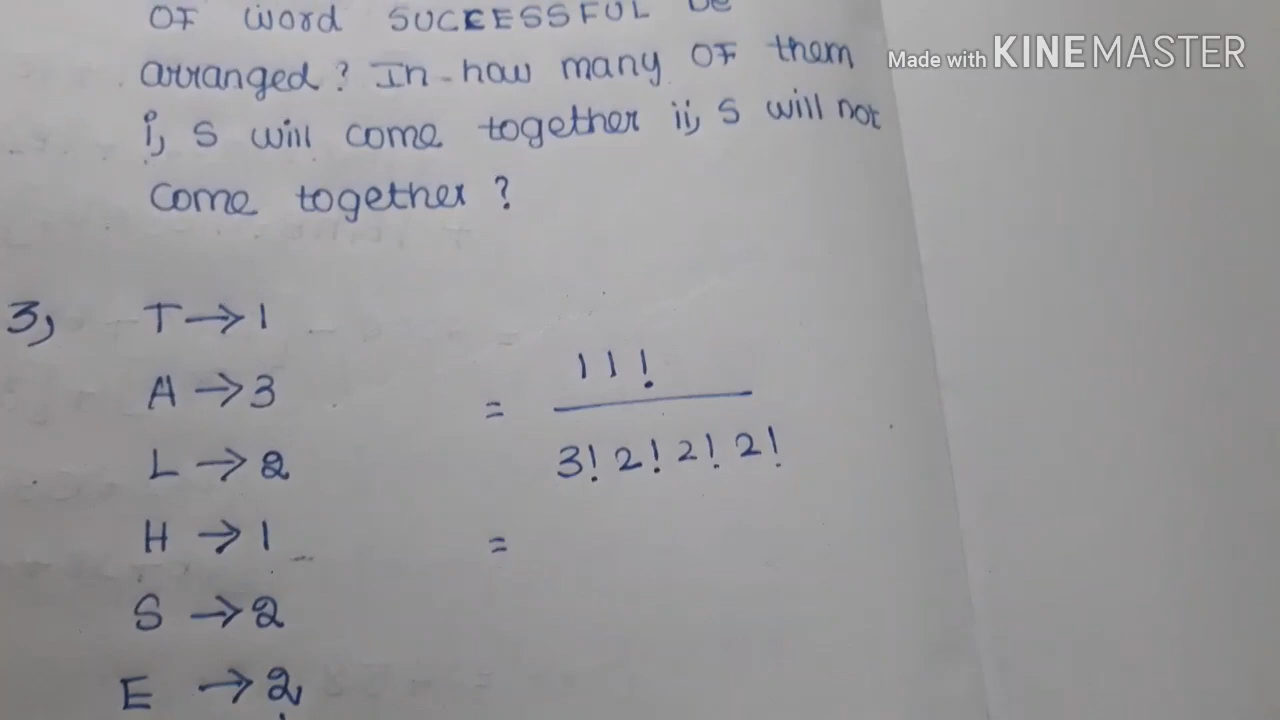 OF word SUCCESSFUL be
arranged? In how many OF them
i, S will come together ii, S will not
come together?
Made with KINEMASTER
3, T → 1
A → 3
L → 2
H → 1
S → 2
E → 2
= 11!
3! 2! 2! 2!
=